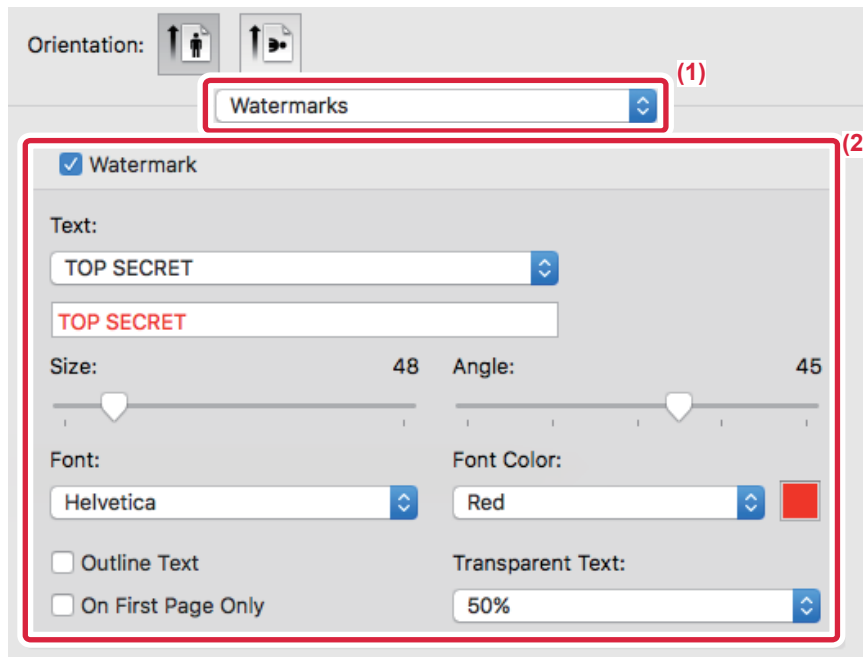 Orientation:
(1)
Watermarks
(2
Watermark
Text:
TOP SECRET
TOP SECRET
Size: 48 Angle: 45
Font: Font Color:
Helvetica Red
Outline Text Transparent Text:
On First Page Only 50%